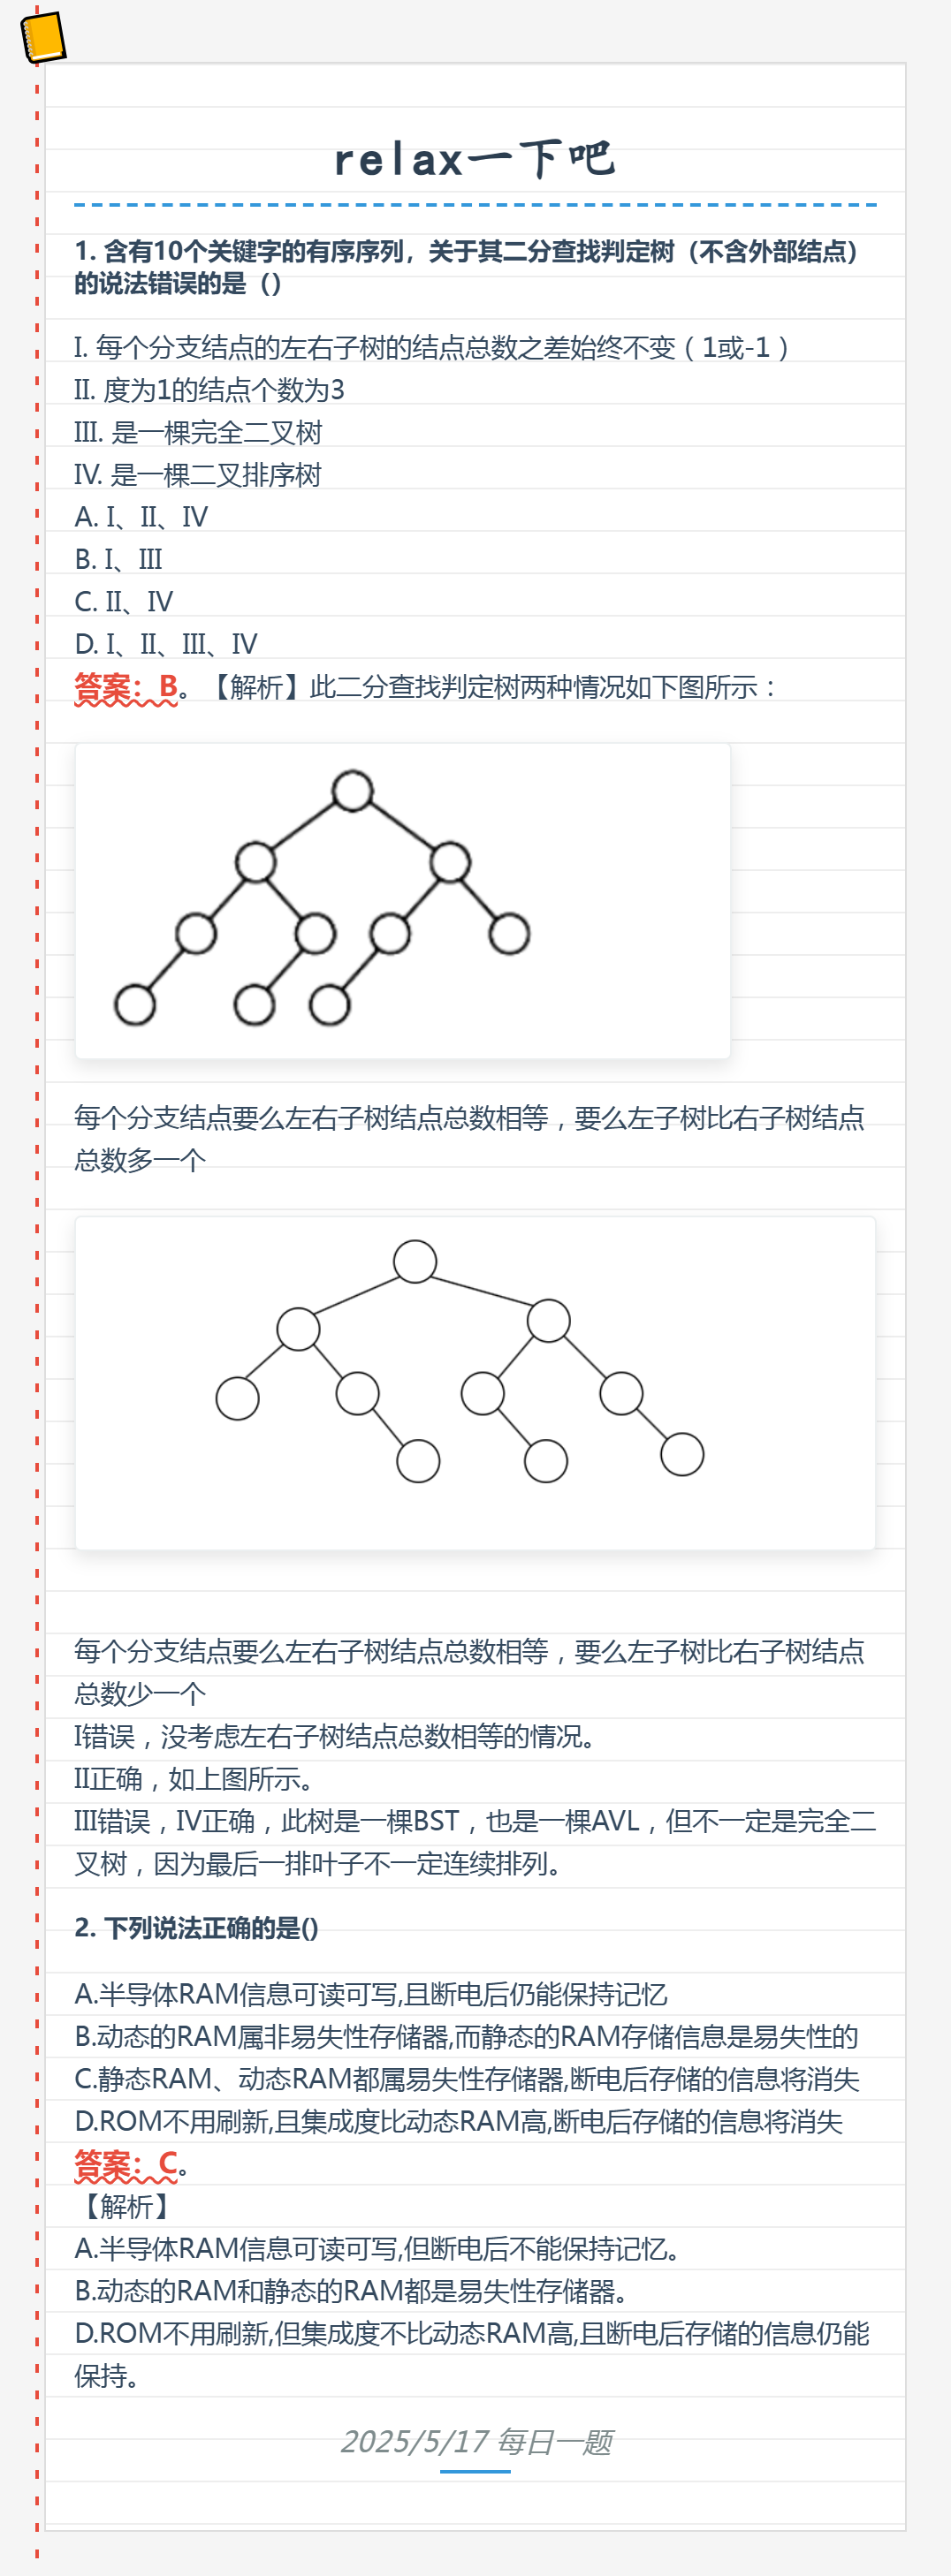 relax一下吧
1. 含有10个关键字的有序序列，关于其二分查找判定树（不含外部结点）
的说法错误的是（）
I. 每个分支结点的左右子树的结点总数之差始终不变（1或-1）
II. 度为1的结点个数为3
III. 是一棵完全二叉树
IV. 是一棵二叉排序树
A. I、II、IV
B. I、III
C. II、IV
D. I、II、III、IV
答案：B。【解析】此二分查找判定树两种情况如下图所示：
每个分支结点要么左右子树结点总数相等，要么左子树比右子树结点
总数多一个
每个分支结点要么左右子树结点总数相等，要么左子树比右子树结点
总数少一个
I错误，没考虑左右子树结点总数相等的情况。
II正确，如上图所示。
III错误，IV正确，此树是一棵BST，也是一棵AVL，但不一定是完全二
叉树，因为最后一排叶子不一定连续排列。
2. 下列说法正确的是()
A.半导体RAM信息可读可写,且断电后仍能保持记忆
B.动态的RAM属非易失性存储器,而静态的RAM存储信息是易失性的
C.静态RAM、动态RAM都属易失性存储器,断电后存储的信息将消失
D.ROM不用刷新,且集成度比动态RAM高,断电后存储的信息将消失
答案：C。
【解析】
A.半导体RAM信息可读可写,但断电后不能保持记忆。
B.动态的RAM和静态的RAM都是易失性存储器。
D.ROM不用刷新,但集成度不比动态RAM高,且断电后存储的信息仍能
保持。
2025/5/17 每日一题